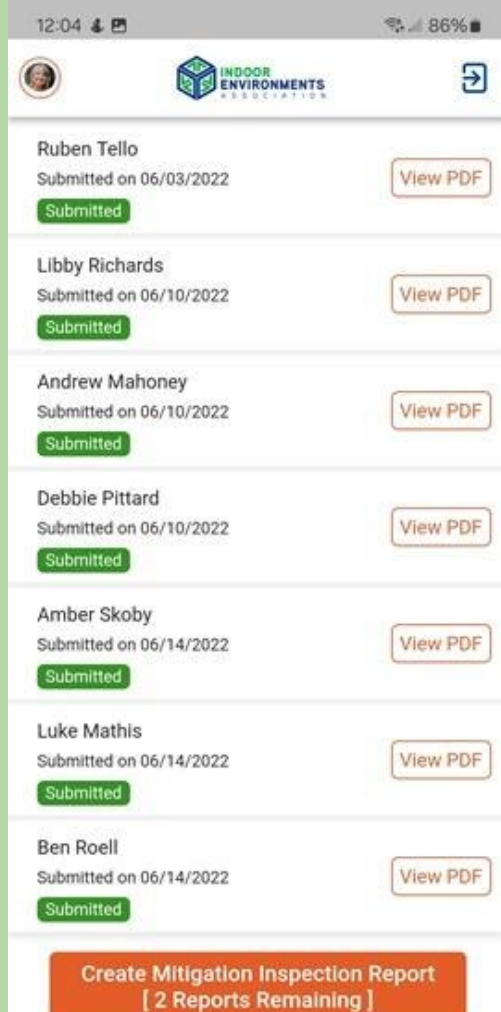 12:04 86%
INDOOR
ENVIRONMENTS
ASSOCIATION
Ruben Tello
Submitted on 06/03/2022
View PDF
Submitted
Libby Richards
Submitted on 06/10/2022
View PDF
Submitted
Andrew Mahoney
Submitted on 06/10/2022
View PDF
Submitted
Debbie Pittard
Submitted on 06/10/2022
View PDF
Submitted
Amber Skoby
Submitted on 06/14/2022
View PDF
Submitted
Luke Mathis
Submitted on 06/14/2022
View PDF
Submitted
Ben Roell
Submitted on 06/14/2022
View PDF
Submitted
Create Mitigation Inspection Report
[ 2 Reports Remaining ]